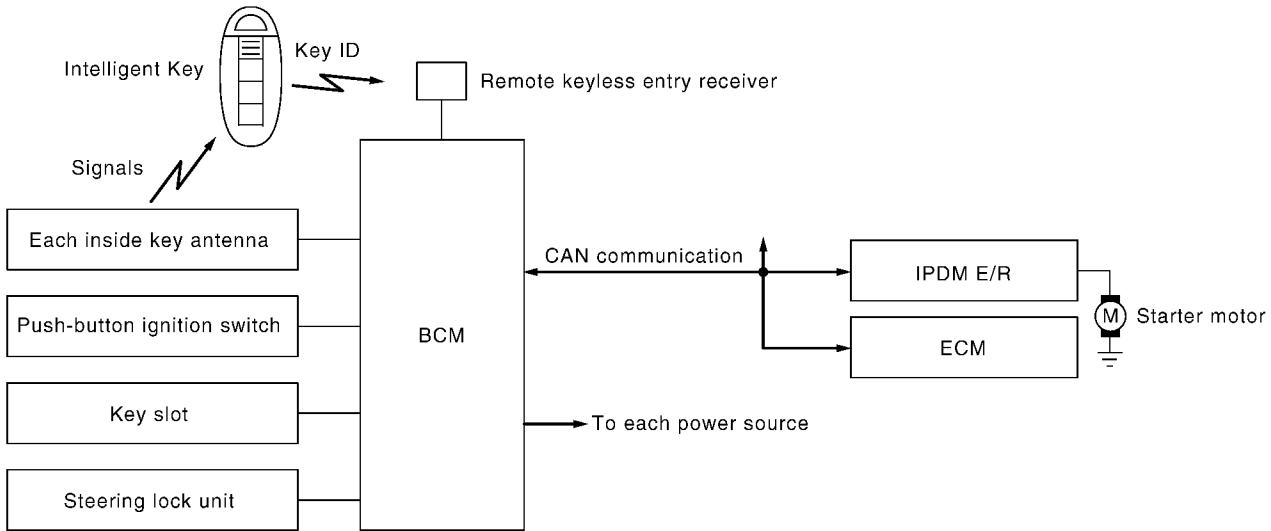 Key ID
Intelligent Key
Remote keyless entry receiver
Signals
Each inside key antenna
CAN communication
IPDM E/R
Push-button ignition switch
BCM
M
Starter motor
ECM
Key slot
To each power source
Steering lock unit